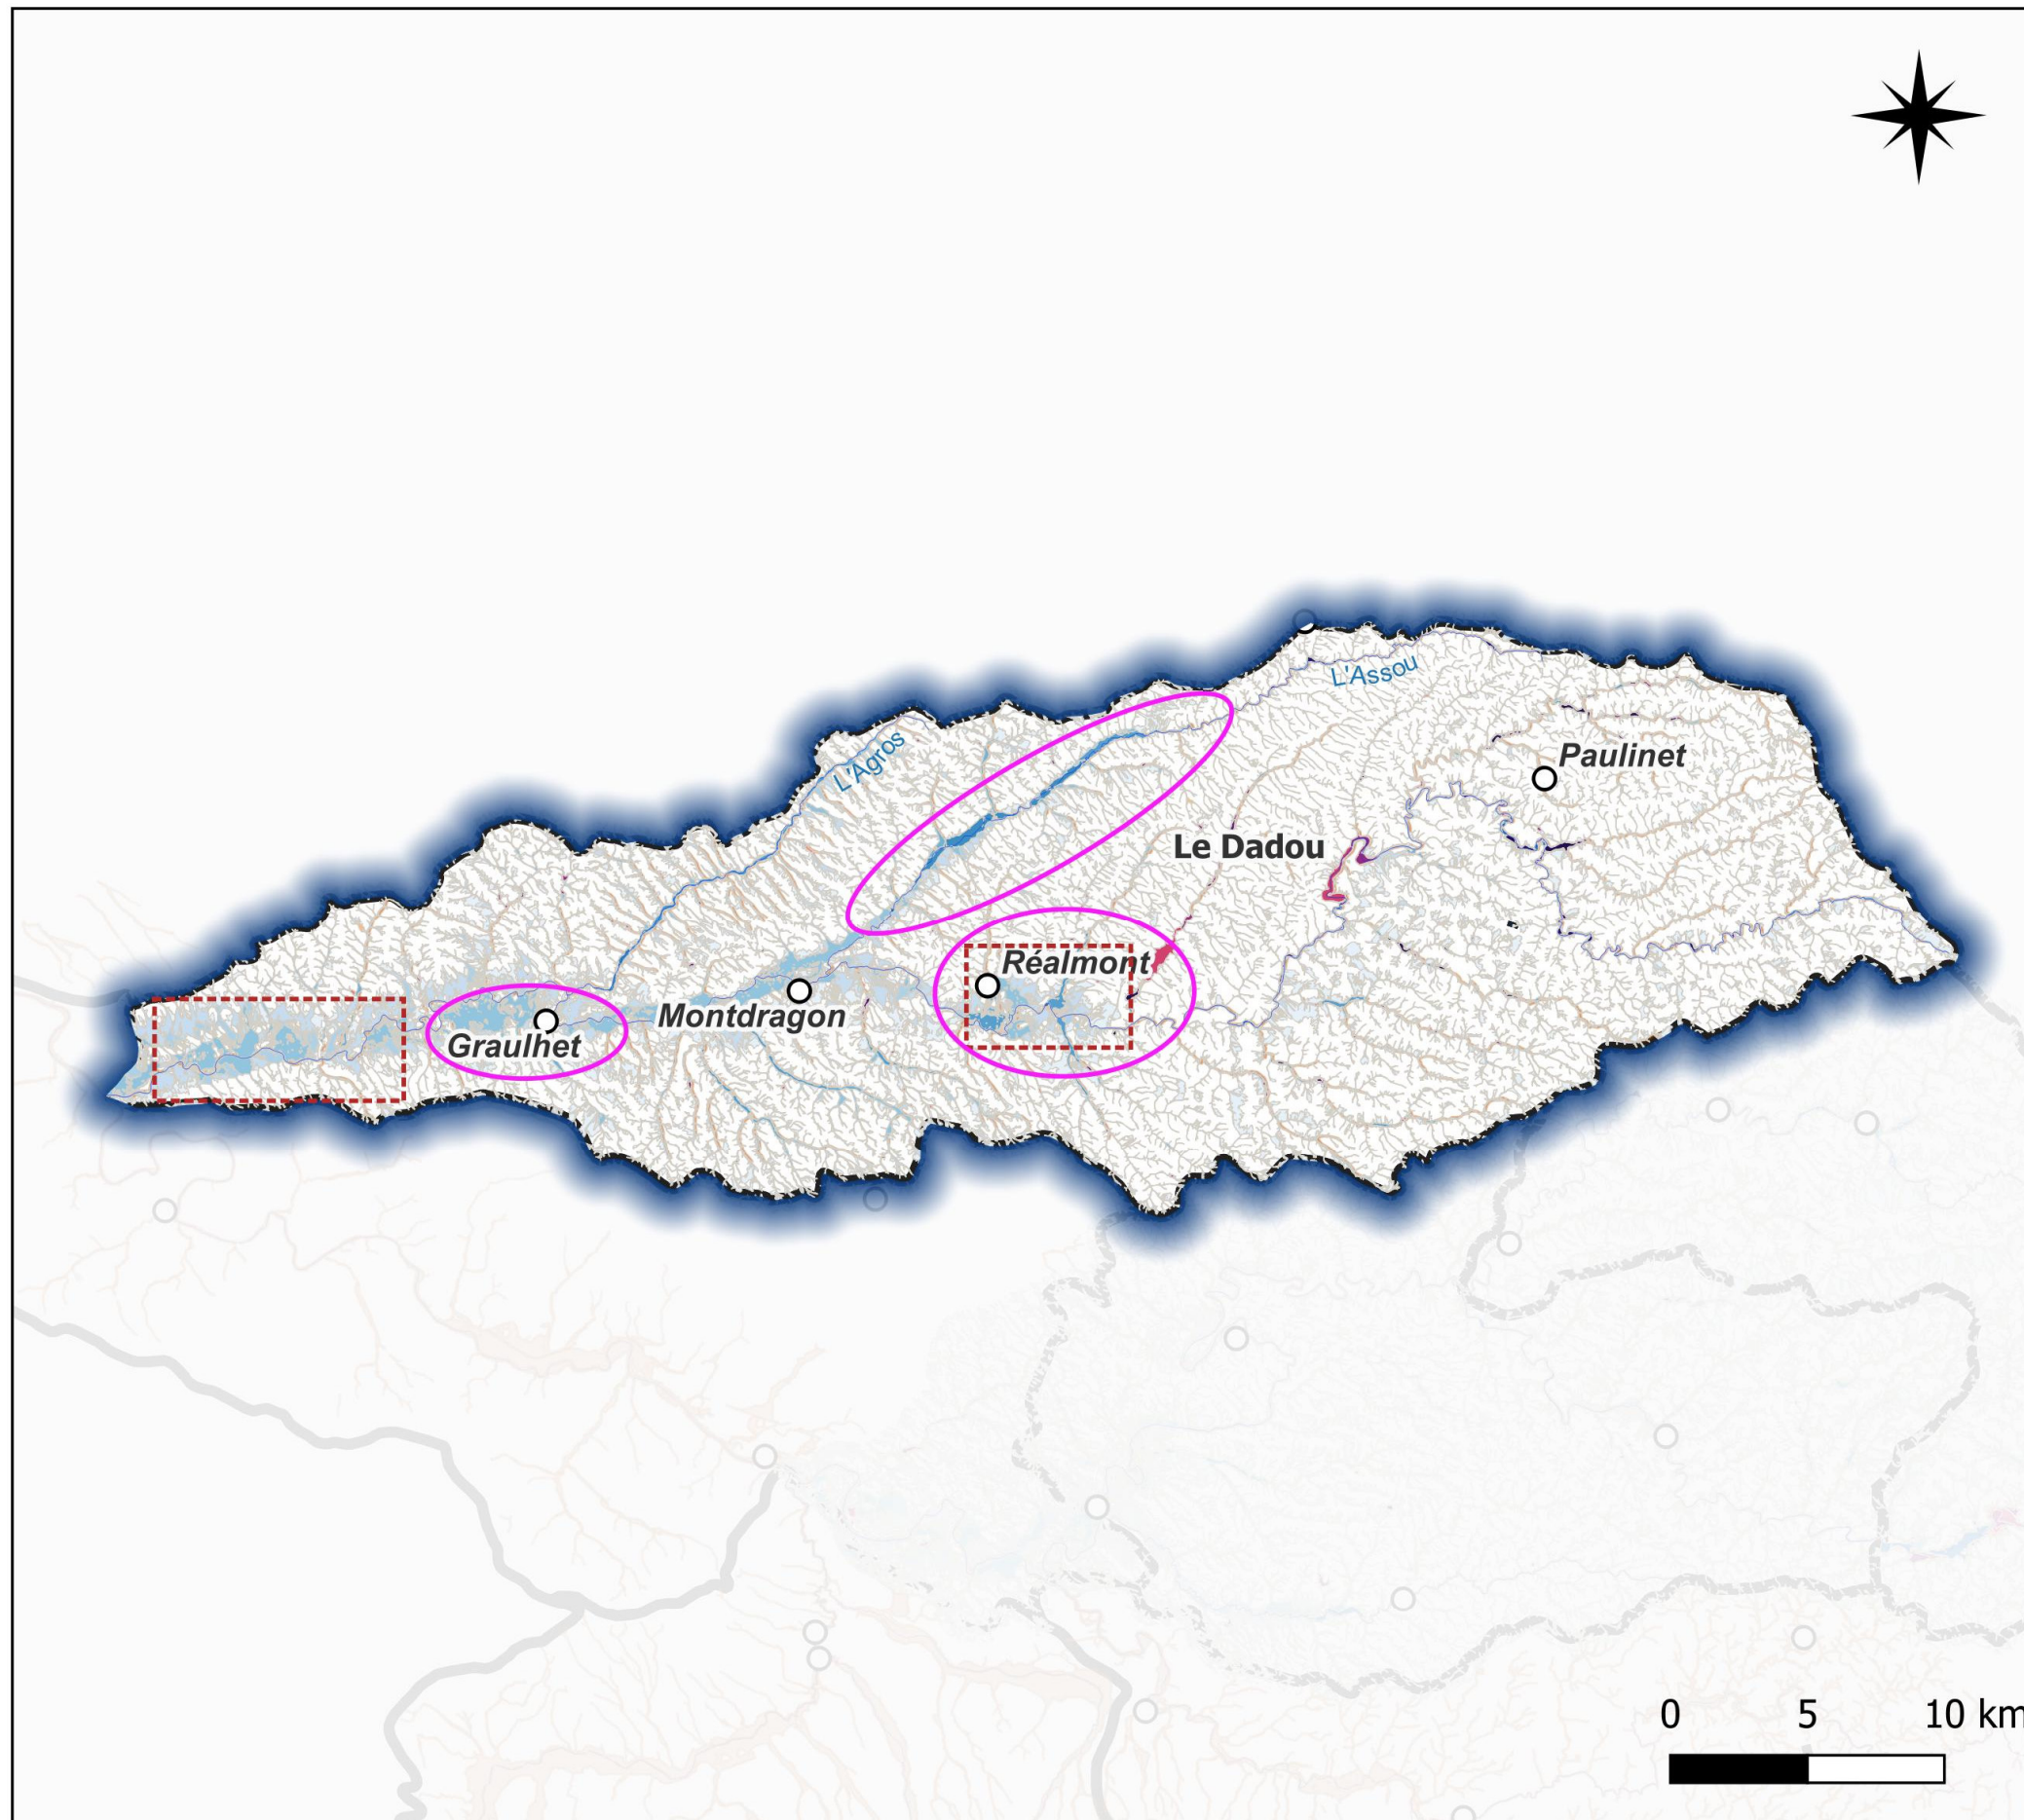 L'Assou
L'Agros
Paulinet
Le Dadou
Réalmont
Montdragon
Graulhet
0 5 10 km